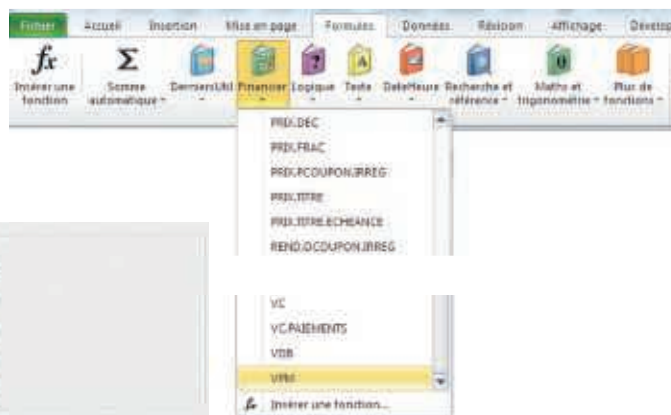 Fichier Accueil Insertion Mise en page Formules Données Révision Affichage Dévelop
fx Σ
Insérer une fonction Somme automatique DerniersUtil Financier Logique Texte DateHeure Recherche et référence Maths et trigonométrie Plus de fonctions
PRIX.DEC
PRIX.FRAC
PRIX.PCOUPON.IRREG
PRIX.TITRE
PRIX.TITRE.ECHEANCE
REND.DCOUPON.IRREG
VC
VC.PAIEMENTS
VDB
VPM
fx Insérer une fonction...